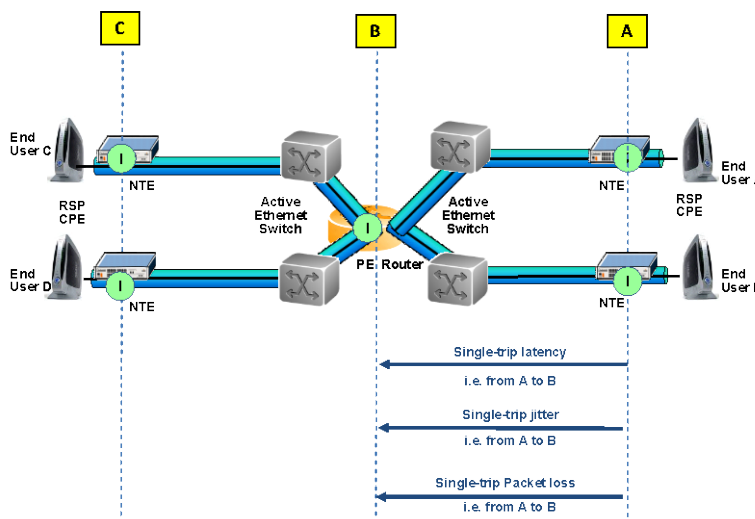 C
B
A
End
User C
I
NTE
RSP
CPE
Active
Ethernet
Switch
I
Active
Ethernet
Switch
I
NTE
End
User
RSP
CPE
End
User D
I
NTE
PE Router
I
NTE
End
User
Single-trip latency
i.e. from A to B
Single-trip jitter
i.e. from A to B
Single-trip Packet loss
i.e. from A to B